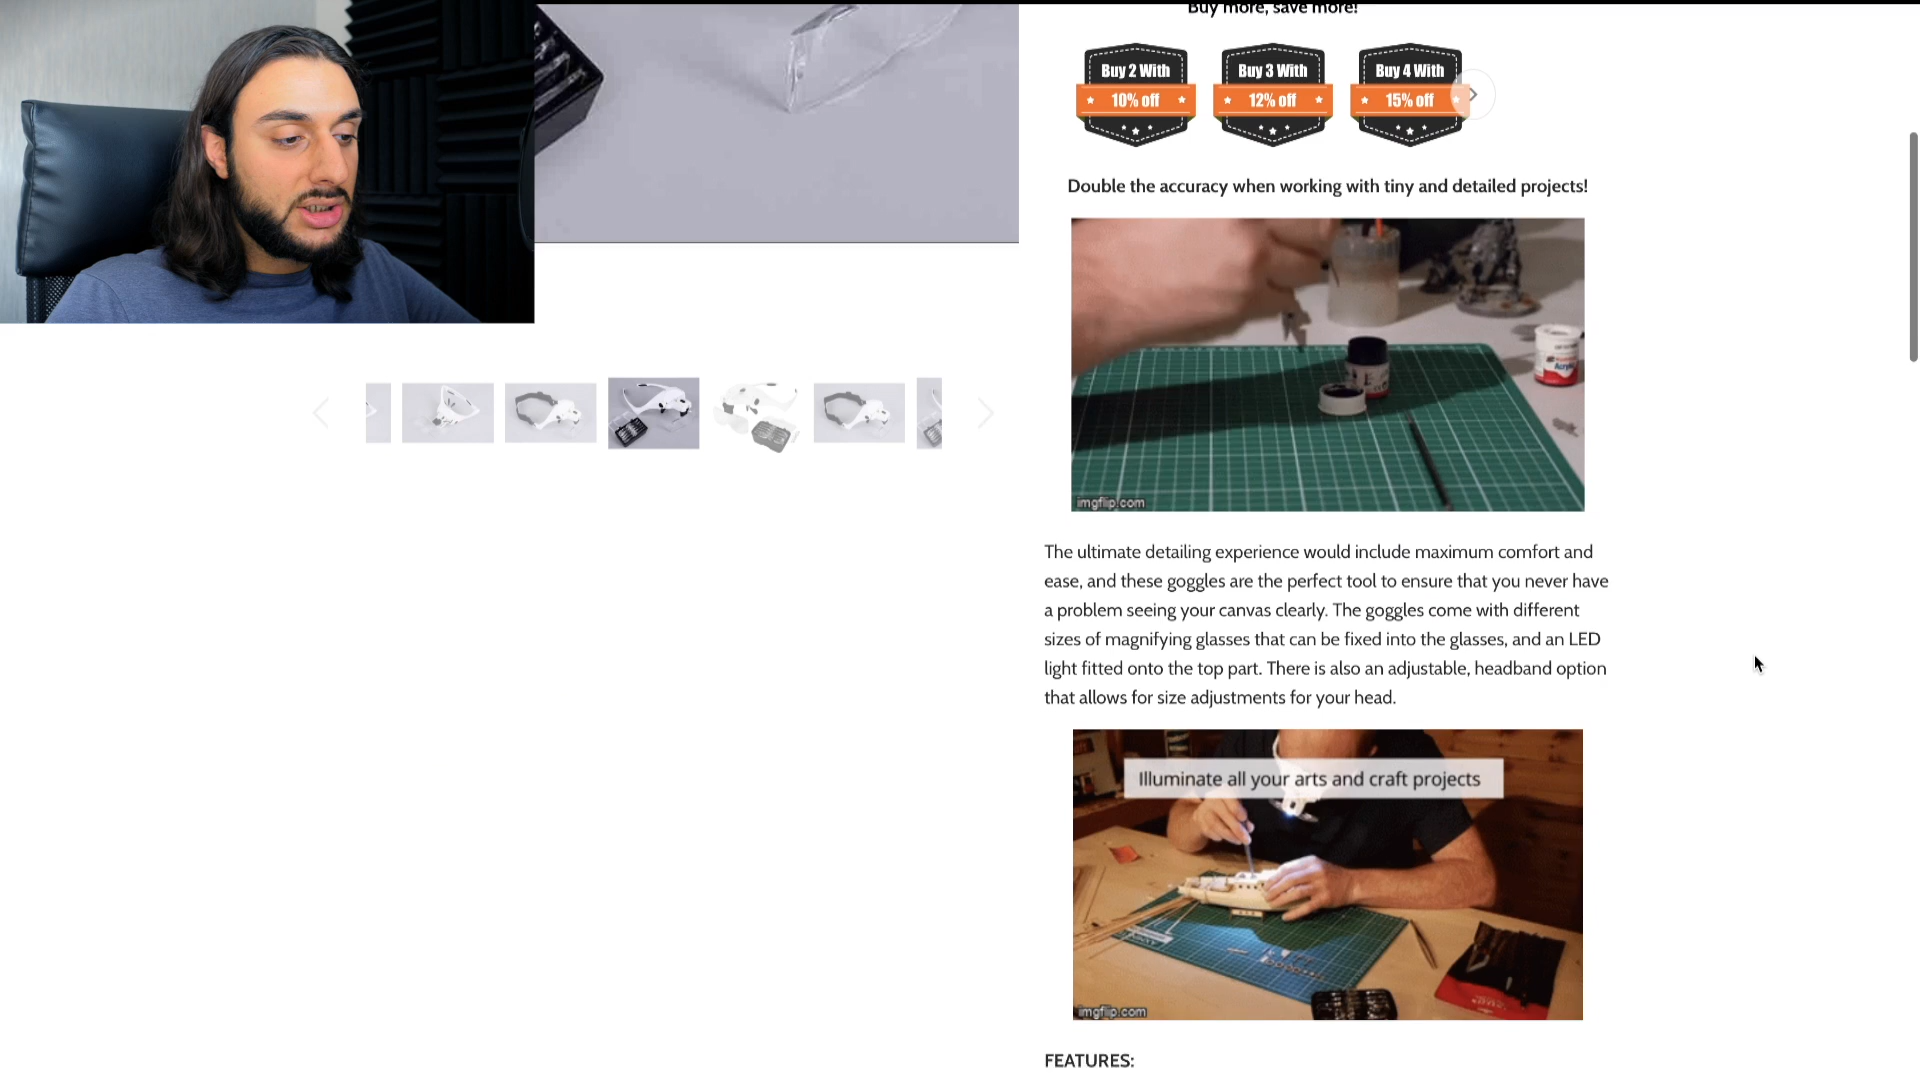 Buy more, save more!
Buy 2 With
10% off
Buy 3 With
12% off
Buy 4 With
15% off
Double the accuracy when working with tiny and detailed projects!
imgflip.com
The ultimate detailing experience would include maximum comfort and
ease, and these goggles are the perfect tool to ensure that you never have
a problem seeing your canvas clearly. The goggles come with different
sizes of magnifying glasses that can be fixed into the glasses, and an LED
light fitted onto the top part. There is also an adjustable, headband option
that allows for size adjustments for your head.
Illuminate all your arts and craft projects
imgflip.com
FEATURES: